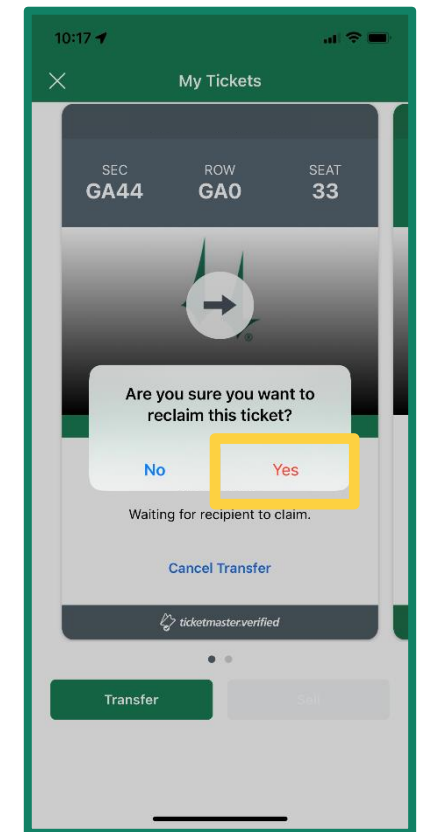 10:17
My Tickets
SEC ROW SEAT
GA44 GA0 33
Are you sure you want to
reclaim this ticket?
No Yes
Waiting for recipient to claim.
Cancel Transfer
ticketmaster.verified
Transfer Sell